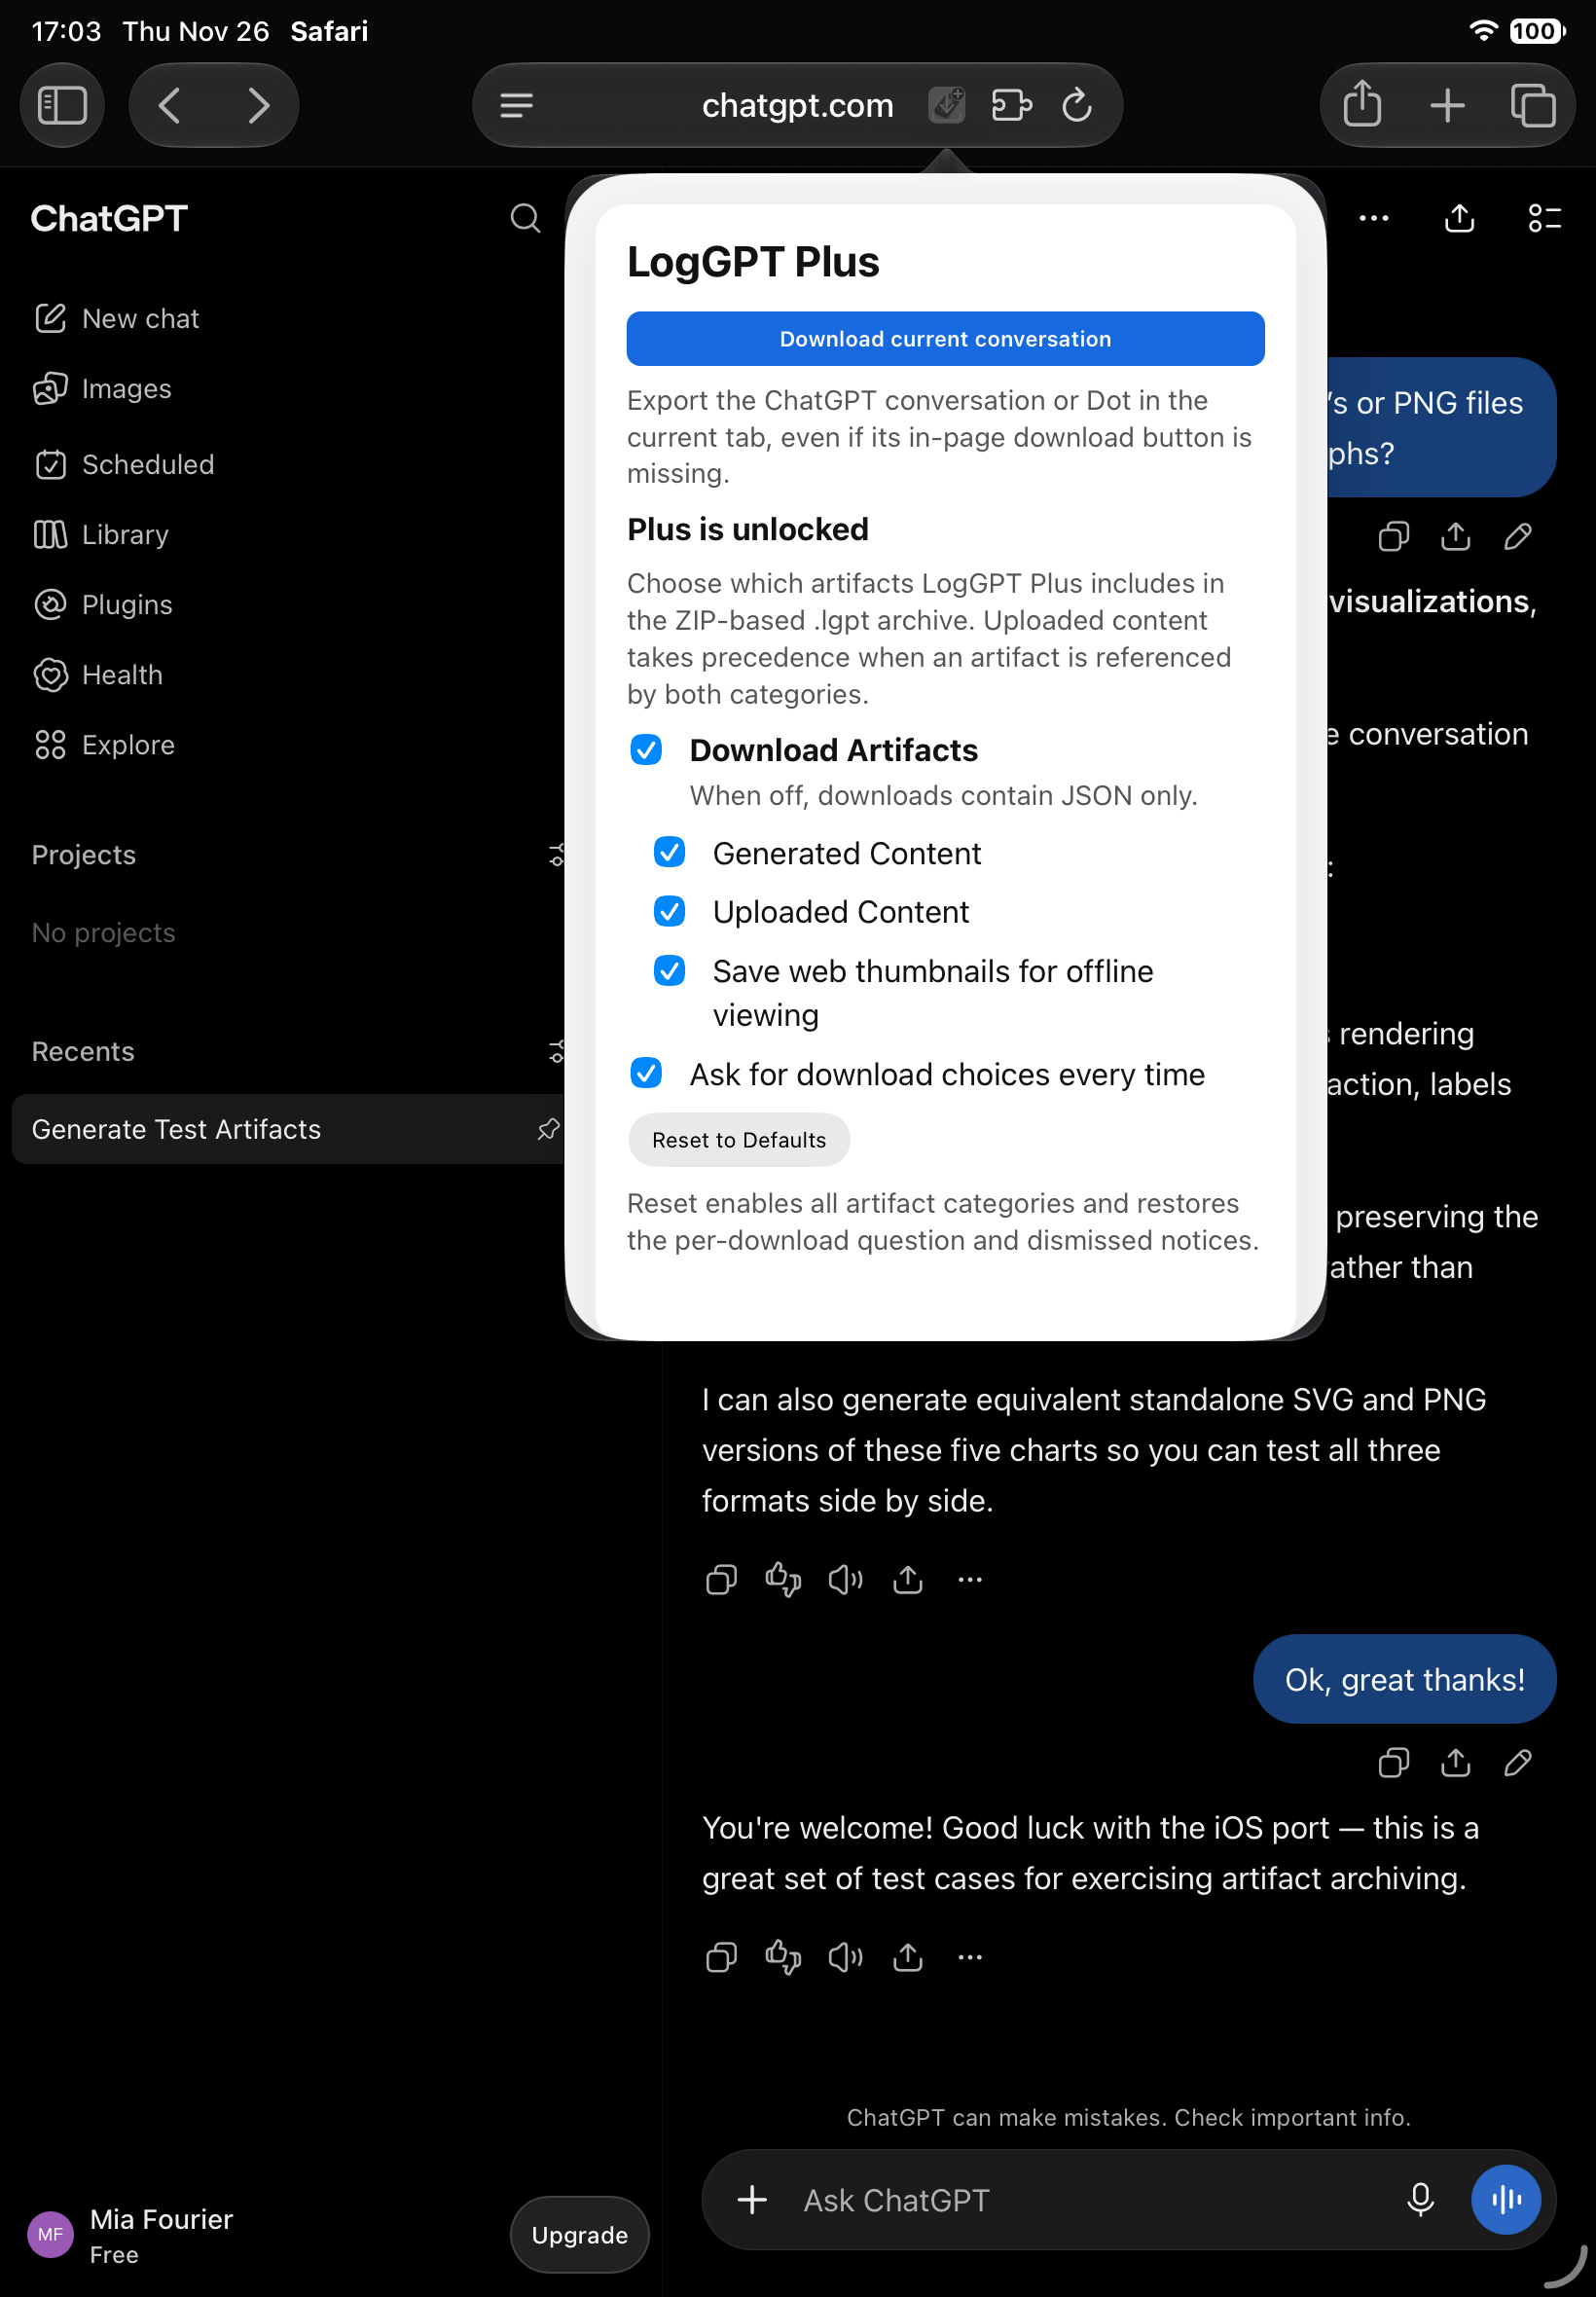 17:03 Thu Nov 26 Safari
100
chatgpt.com
ChatGPT
New chat
Images
Scheduled
Library
Plugins
Health
Explore
Projects
No projects
Recents
Generate Test Artifacts
MF
Mia Fourier
Free
Upgrade
LogGPT Plus
Download current conversation
Export the ChatGPT conversation or Dot in the
current tab, even if its in-page download button is
missing.
Plus is unlocked
Choose which artifacts LogGPT Plus includes in
the ZIP-based .lgpt archive. Uploaded content
takes precedence when an artifact is referenced
by both categories.
Download Artifacts
When off, downloads contain JSON only.
Generated Content
Uploaded Content
Save web thumbnails for offline
viewing
Ask for download choices every time
Reset to Defaults
Reset enables all artifact categories and restores
the per-download question and dismissed notices.
's or PNG files
phs?
visualizations,
conversation
:
rendering
action, labels
preserving the
ather than
I can also generate equivalent standalone SVG and PNG
versions of these five charts so you can test all three
formats side by side.
Ok, great thanks!
You're welcome! Good luck with the iOS port — this is a
great set of test cases for exercising artifact archiving.
ChatGPT can make mistakes. Check important info.
Ask ChatGPT